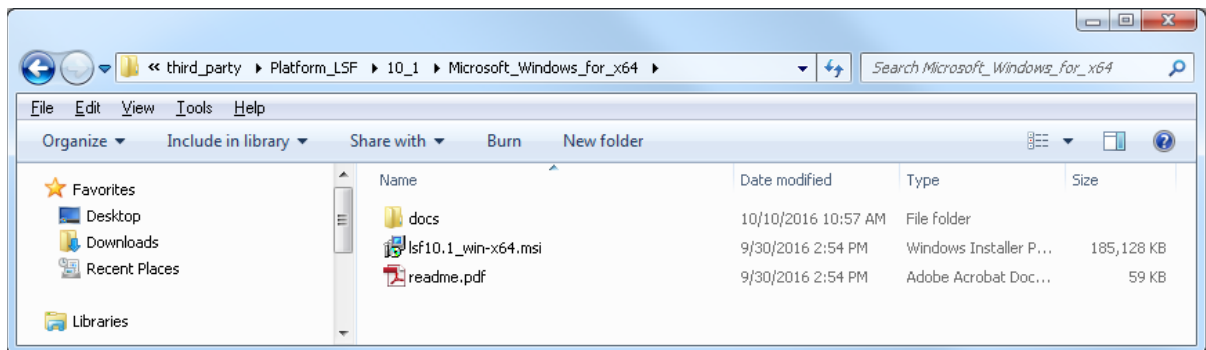 « third_party ▸ Platform_LSF ▸ 10_1 ▸ Microsoft_Windows_for_x64 ▸ Search Microsoft_Windows_for_x64
File Edit View Tools Help
Organize Include in library Share with Burn New folder
Favorites
Desktop
Downloads
Recent Places
Libraries
Name Date modified Type Size
docs 10/10/2016 10:57 AM File folder
lsf10.1_win-x64.msi 9/30/2016 2:54 PM Windows Installer P... 185,128 KB
readme.pdf 9/30/2016 2:54 PM Adobe Acrobat Doc... 59 KB